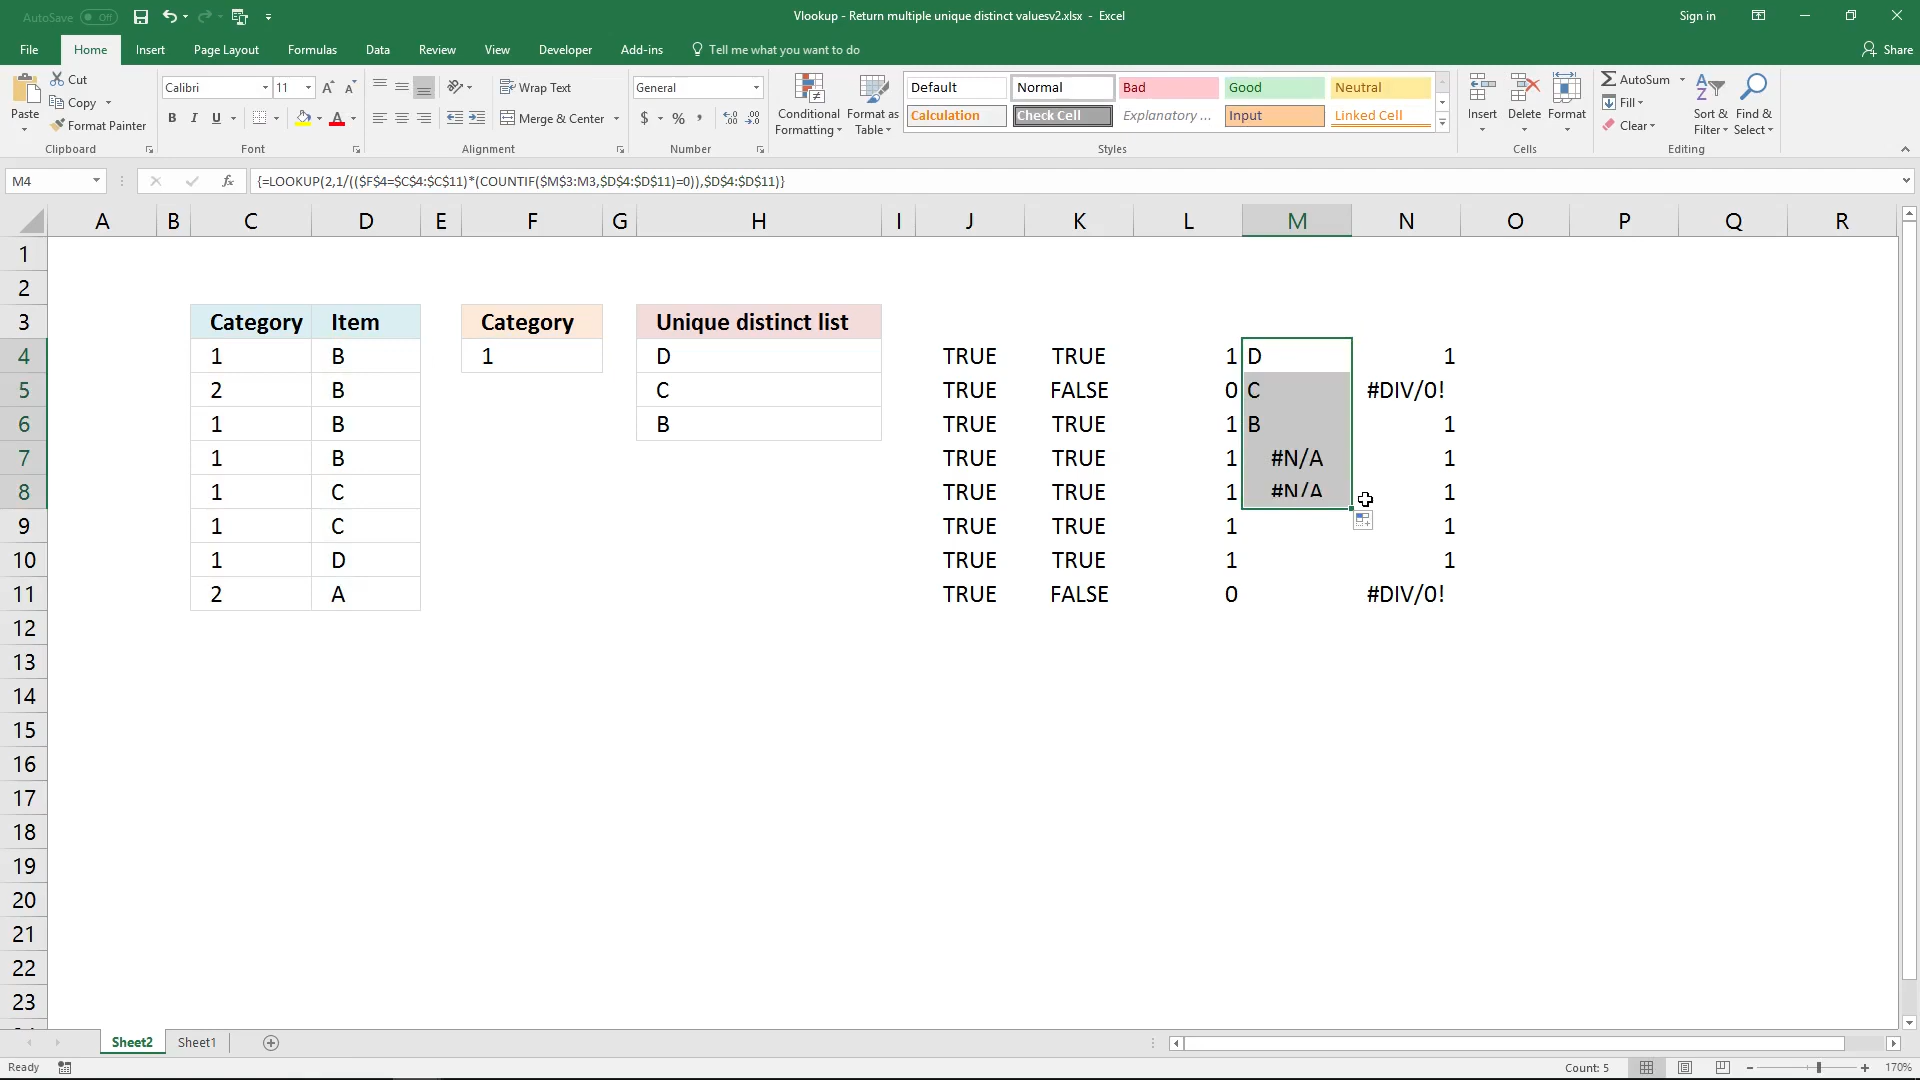 AutoSave Off Vlookup - Return multiple unique distinct valuesv2.xlsx - Excel Sign in
File Home Insert Page Layout Formulas Data Review View Developer Add-ins Tell me what you want to do Share
Paste Cut Copy Format Painter
Clipboard
Calibri 11
B I U A
Font
Wrap Text
Merge & Center
Alignment
General
$ % ,
Number
Conditional Formatting
Format as Table
Default Normal Bad Good Neutral
Calculation Check Cell Explanatory ... Input Linked Cell
Styles
Insert Delete Format
Cells
AutoSum
Fill
Clear
Sort & Filter
Find & Select
Editing
M4 fx {=LOOKUP(2,1/(($F$4=$C$4:$C$11)*(COUNTIF($M$3:M3,$D$4:$D$11)=0)),$D$4:$D$11)}
A B C D E F G H I J K L M N O P Q R
1
2
3 Category Item Category Unique distinct list
4 1 B 1 D TRUE TRUE 1 D 1
5 2 B C TRUE FALSE 0 C #DIV/0!
6 1 B B TRUE TRUE 1 B 1
7 1 B TRUE TRUE 1 #N/A 1
8 1 C TRUE TRUE 1 #N/A 1
9 1 C TRUE TRUE 1 1
10 1 D TRUE TRUE 1 1
11 2 A TRUE FALSE 0 #DIV/0!
12
13
14
15
16
17
18
19
20
21
22
23
Sheet2 Sheet1
Ready Count: 5 170%